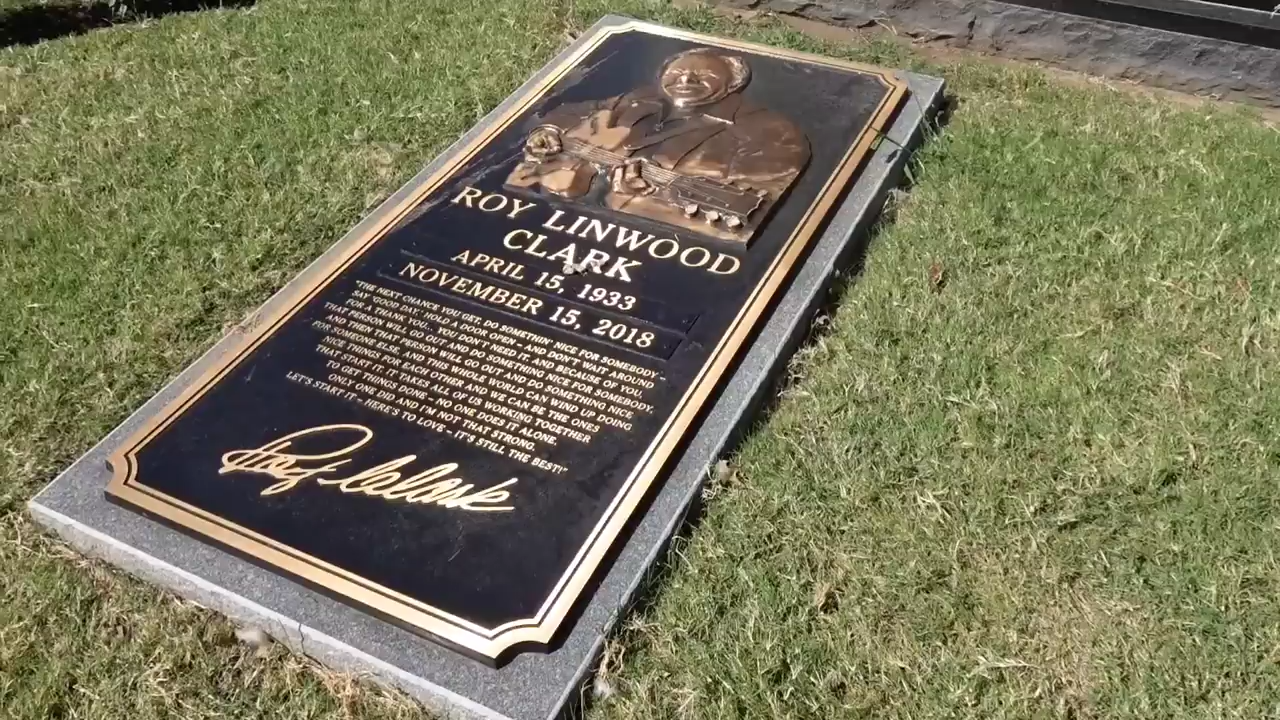 ROY LINWOOD
CLARK
APRIL 15, 1933
NOVEMBER 15, 2018
"THE NEXT CHANCE YOU GET, DO SOMETHIN' NICE FOR SOMEBODY –
SAY 'GOOD DAY,' HOLD A DOOR OPEN – AND DON'T WAIT AROUND
FOR A THANK YOU... YOU DON'T NEED IT. AND BECAUSE OF YOU,
THAT PERSON WILL GO OUT AND DO SOMETHING NICE FOR SOMEBODY,
AND THEN THAT PERSON WILL GO OUT AND DO SOMETHING NICE
FOR SOMEONE ELSE, AND THIS WHOLE WORLD CAN WIND UP DOING
NICE THINGS FOR EACH OTHER AND WE CAN BE THE ONES
THAT START IT. IT TAKES ALL OF US WORKING TOGETHER
TO GET THINGS DONE – NO ONE DOES IT ALONE.
ONLY ONE DID AND I'M NOT THAT STRONG.
LET'S START IT – HERE'S TO LOVE – IT'S STILL THE BEST!"
Roy Clark